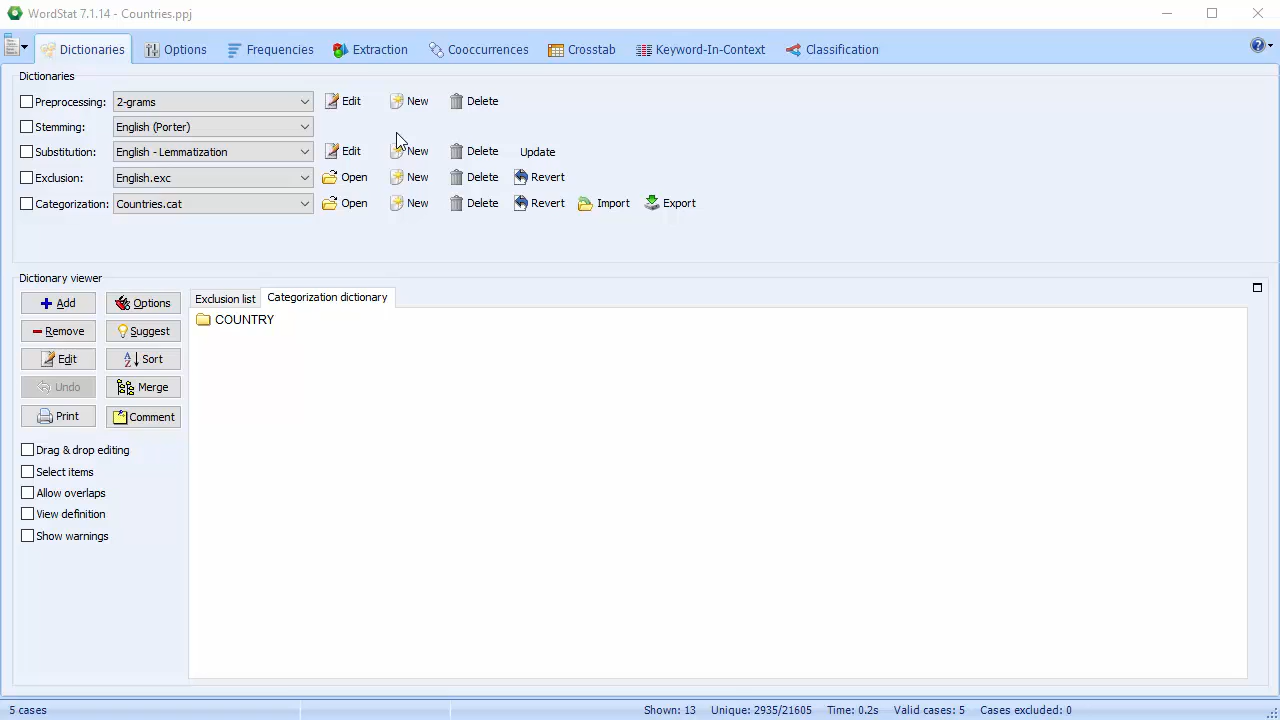 WordStat 7.1.14 - Countries.ppj
Dictionaries Options Frequencies Extraction Cooccurrences Crosstab Keyword-In-Context Classification
Dictionaries
Preprocessing: 2-grams Edit New Delete
Stemming: English (Porter)
Substitution: English - Lemmatization Edit New Delete Update
Exclusion: English.exc Open New Delete Revert
Categorization: Countries.cat Open New Delete Revert Import Export
Dictionary viewer
Add Options Exclusion list Categorization dictionary
COUNTRY
Remove Suggest
Edit Sort
Undo Merge
Print Comment
Drag & drop editing
Select items
Allow overlaps
View definition
Show warnings
5 cases Shown: 13 Unique: 2935/21605 Time: 0.2s Valid cases: 5 Cases excluded: 0